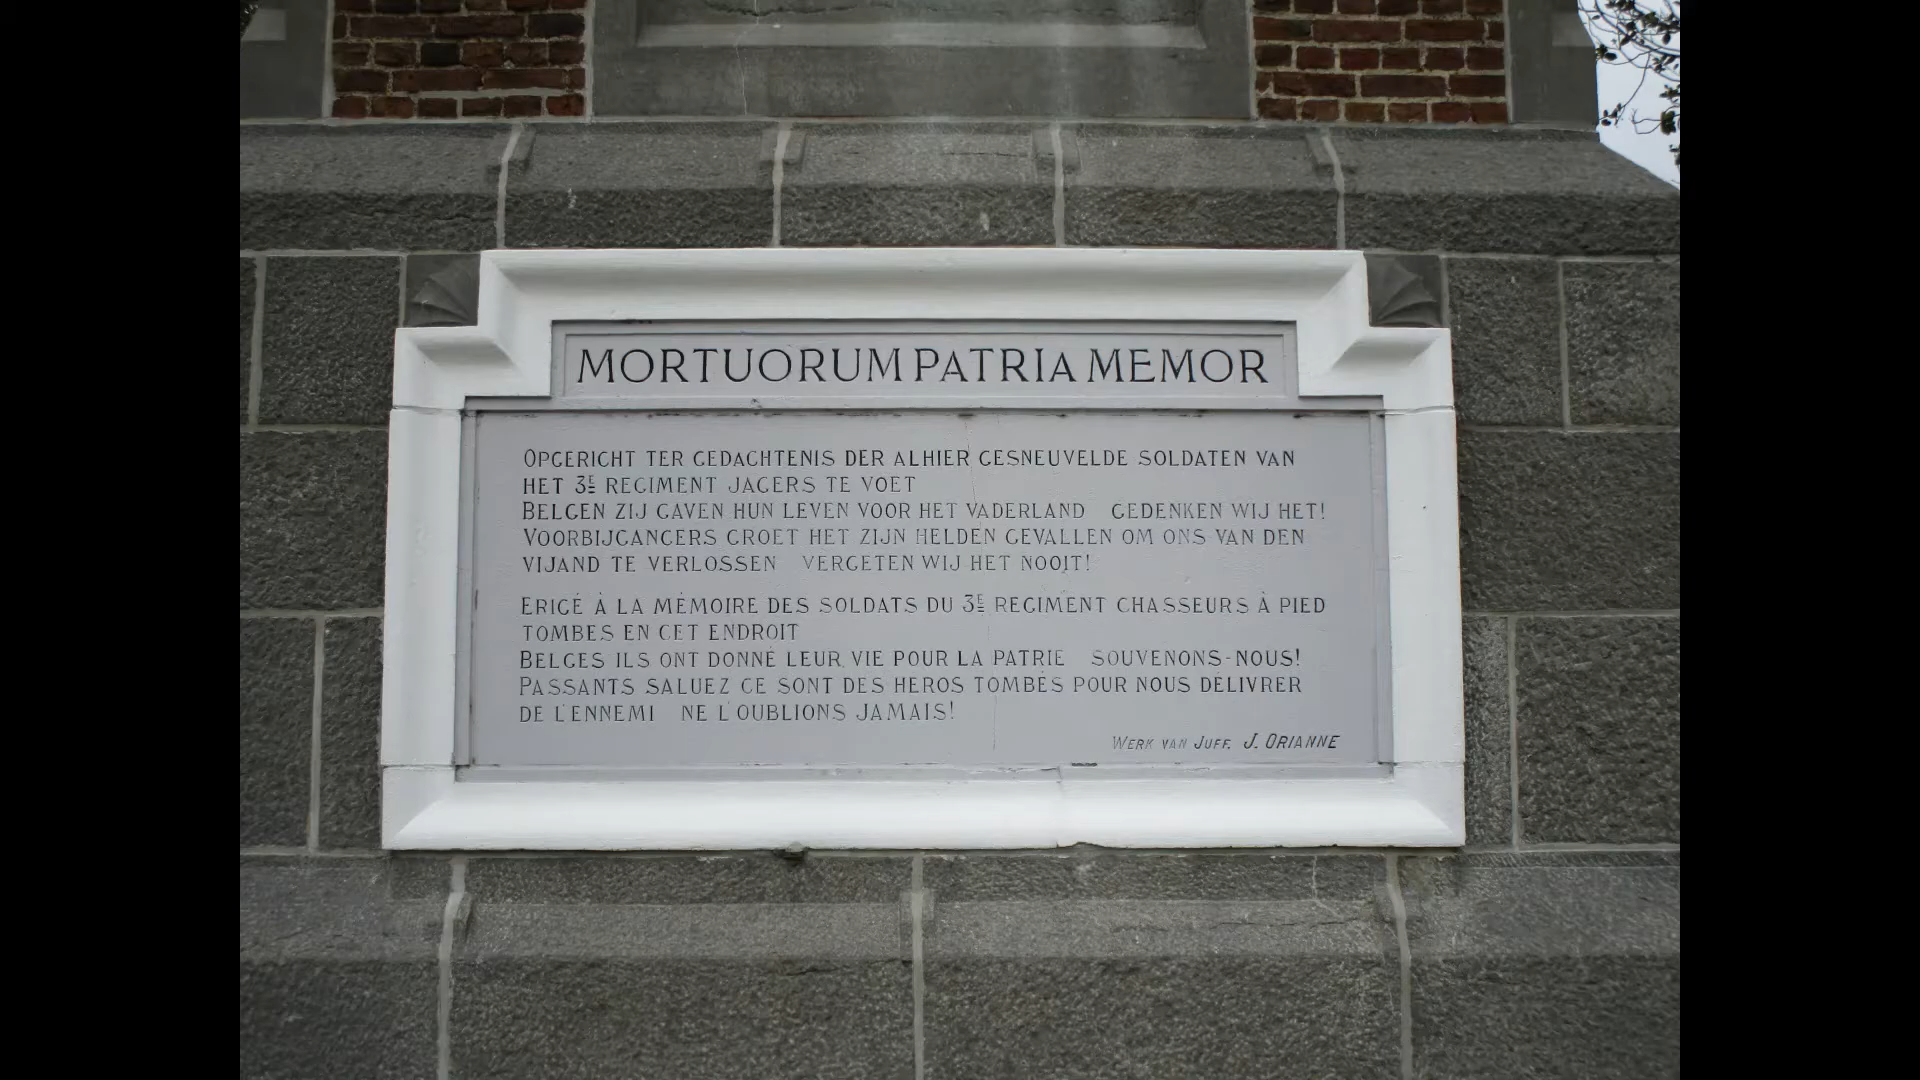 MORTUORUM PATRIA MEMOR
OPGERICHT TER GEDACHTENIS DER ALHIER GESNEUVELDE SOLDATEN VAN
HET 3E REGIMENT JAGERS TE VOET
BELGEN ZIJ GAVEN HUN LEVEN VOOR HET VADERLAND GEDENKEN WIJ HET!
VOORBIJGANGERS GROET HET ZIJN HELDEN GEVALLEN OM ONS VAN DEN
VIJAND TE VERLOSSEN VERGETEN WIJ HET NOOIT!
ERIGÉ À LA MÉMOIRE DES SOLDATS DU 3E REGIMENT CHASSEURS À PIED
TOMBES EN CET ENDROIT
BELGES ILS ONT DONNÉ LEUR VIE POUR LA PATRIE SOUVENONS-NOUS!
PASSANTS SALUEZ CE SONT DES HEROS TOMBÉS POUR NOUS DÉLIVRER
DE L'ENNEMI NE L'OUBLIONS JAMAIS!
WERK VAN JUFF. J. ORIANNE